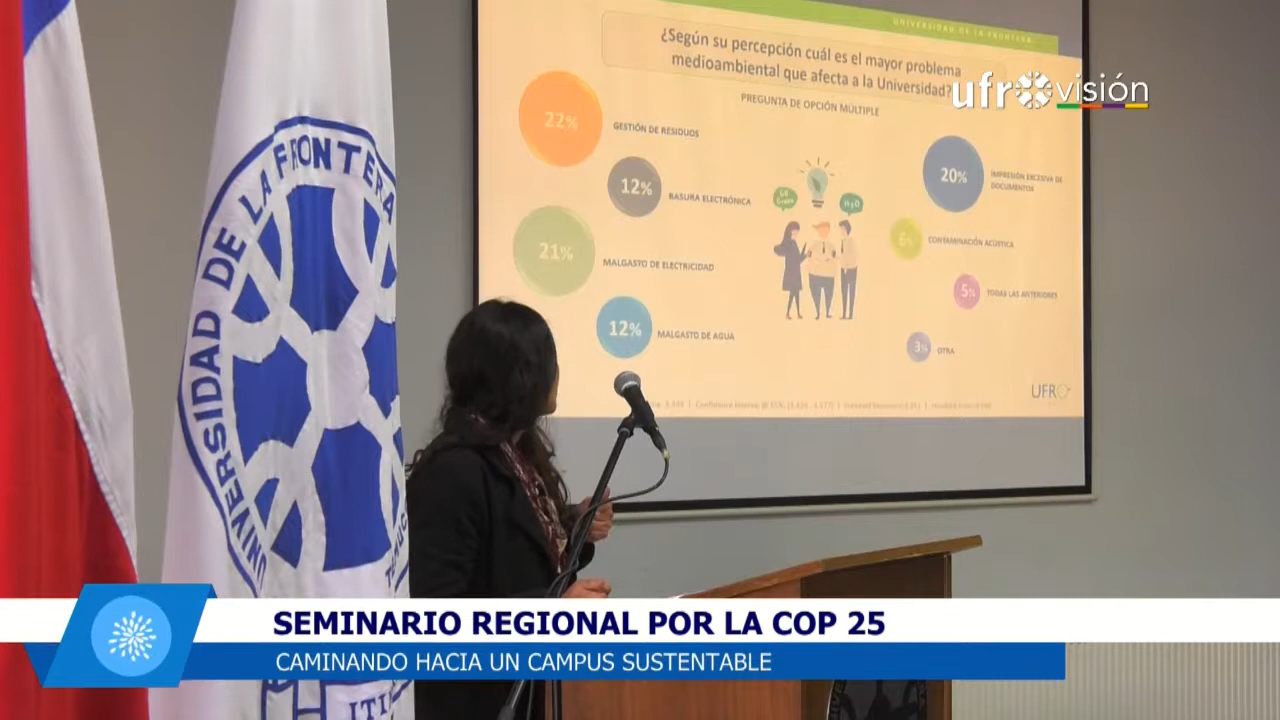 UNIVERSIDAD DE LA FRONTERA
¿Según su percepción cuál es el mayor problema
medioambiental que afecta a la Universidad?
ufro visión
PREGUNTA DE OPCIÓN MÚLTIPLE
22%
GESTIÓN DE RESIDUOS
12%
BASURA ELECTRÓNICA
21%
MALGASTO DE ELECTRICIDAD
12%
MALGASTO DE AGUA
20%
IMPRESIÓN EXCESIVA DE
DOCUMENTOS
CONTAMINACIÓN ACÚSTICA
5%
TODAS LAS ANTERIORES
3%
OTRA
H2O
UFRO
UNIVERSIDAD DE LA FRONTERA
SEMINARIO REGIONAL POR LA COP 25
CAMINANDO HACIA UN CAMPUS SUSTENTABLE